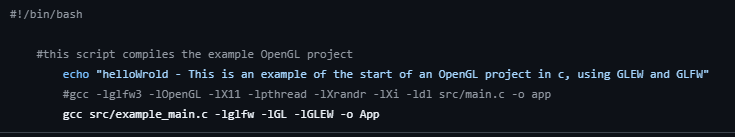 #!/bin/bash
#this script compiles the example OpenGL project
echo "helloWrold - This is an example of the start of an OpenGL project in c, using GLEW and GLFW"
#gcc -lglfw3 -lOpenGL -lX11 -lpthread -lXrandr -lXi -ldl src/main.c -o app
gcc src/example_main.c -lglfw -lGL -lGLEW -o App